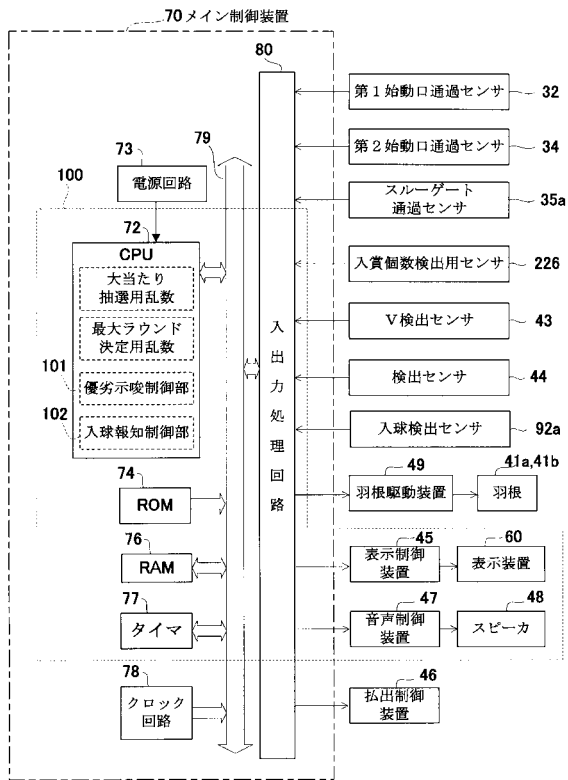 70 メイン制御装置
80
第1始動口通過センサ 32
79
第2始動口通過センサ 34
73
電源回路
100
スルーゲート
通過センサ 35a
72
CPU
大当たり
抽選用乱数
入賞個数検出用センサ 226
最大ラウンド
決定用乱数
V検出センサ 43
101
優劣示唆制御部
検出センサ 44
102
入球報知制御部
入球検出センサ 92a
入出力処理回路
74
ROM
49
羽根駆動装置
41a,41b
羽根
76
RAM
45
表示制御
装置
60
表示装置
77
タイマ
47
音声制御
装置
48
スピーカ
78
クロック
回路
46
払出制御
装置